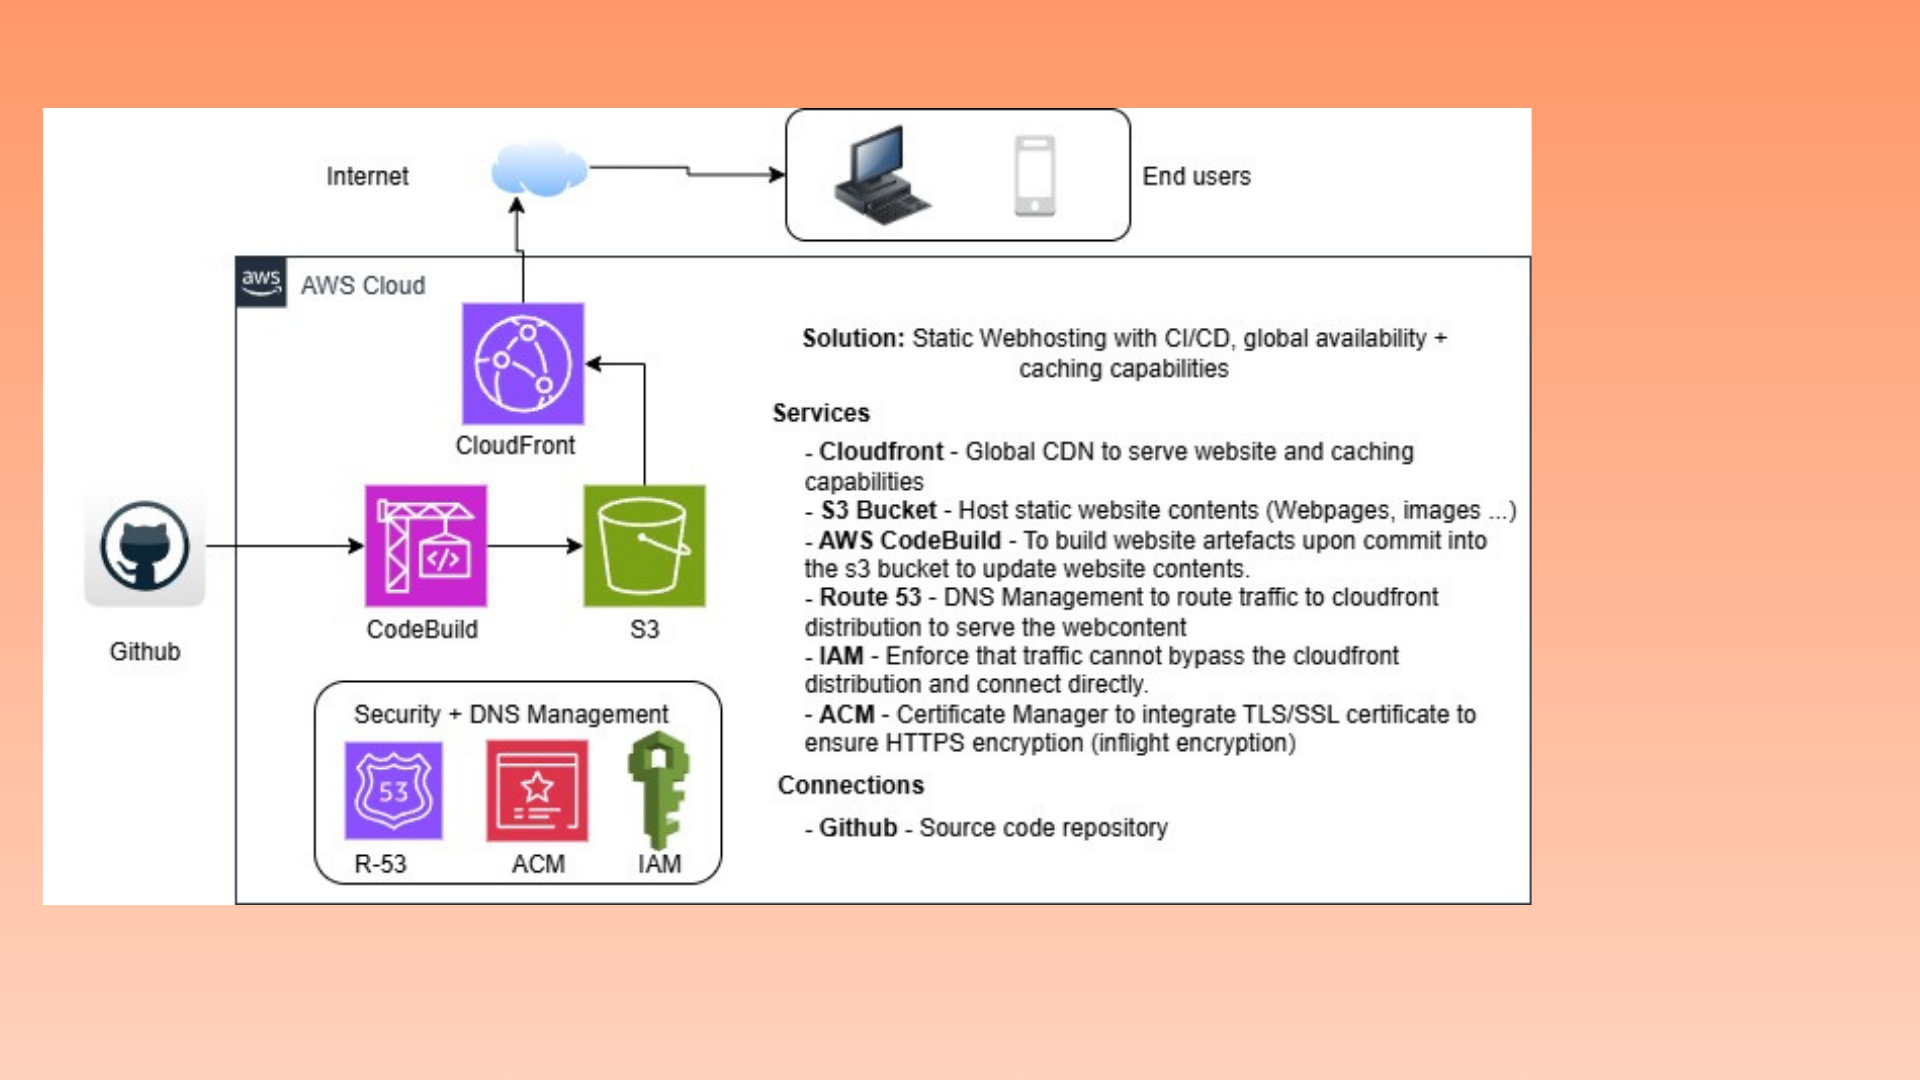 Internet
End users
aws
AWS Cloud
CloudFront
Github
CodeBuild
S3
Security + DNS Management
53
R-53
ACM
IAM
Solution: Static Webhosting with CI/CD, global availability +
caching capabilities
Services
- Cloudfront - Global CDN to serve website and caching
capabilities
- S3 Bucket - Host static website contents (Webpages, images ...)
- AWS CodeBuild - To build website artefacts upon commit into
the s3 bucket to update website contents.
- Route 53 - DNS Management to route traffic to cloudfront
distribution to serve the webcontent
- IAM - Enforce that traffic cannot bypass the cloudfront
distribution and connect directly.
- ACM - Certificate Manager to integrate TLS/SSL certificate to
ensure HTTPS encryption (inflight encryption)
Connections
- Github - Source code repository